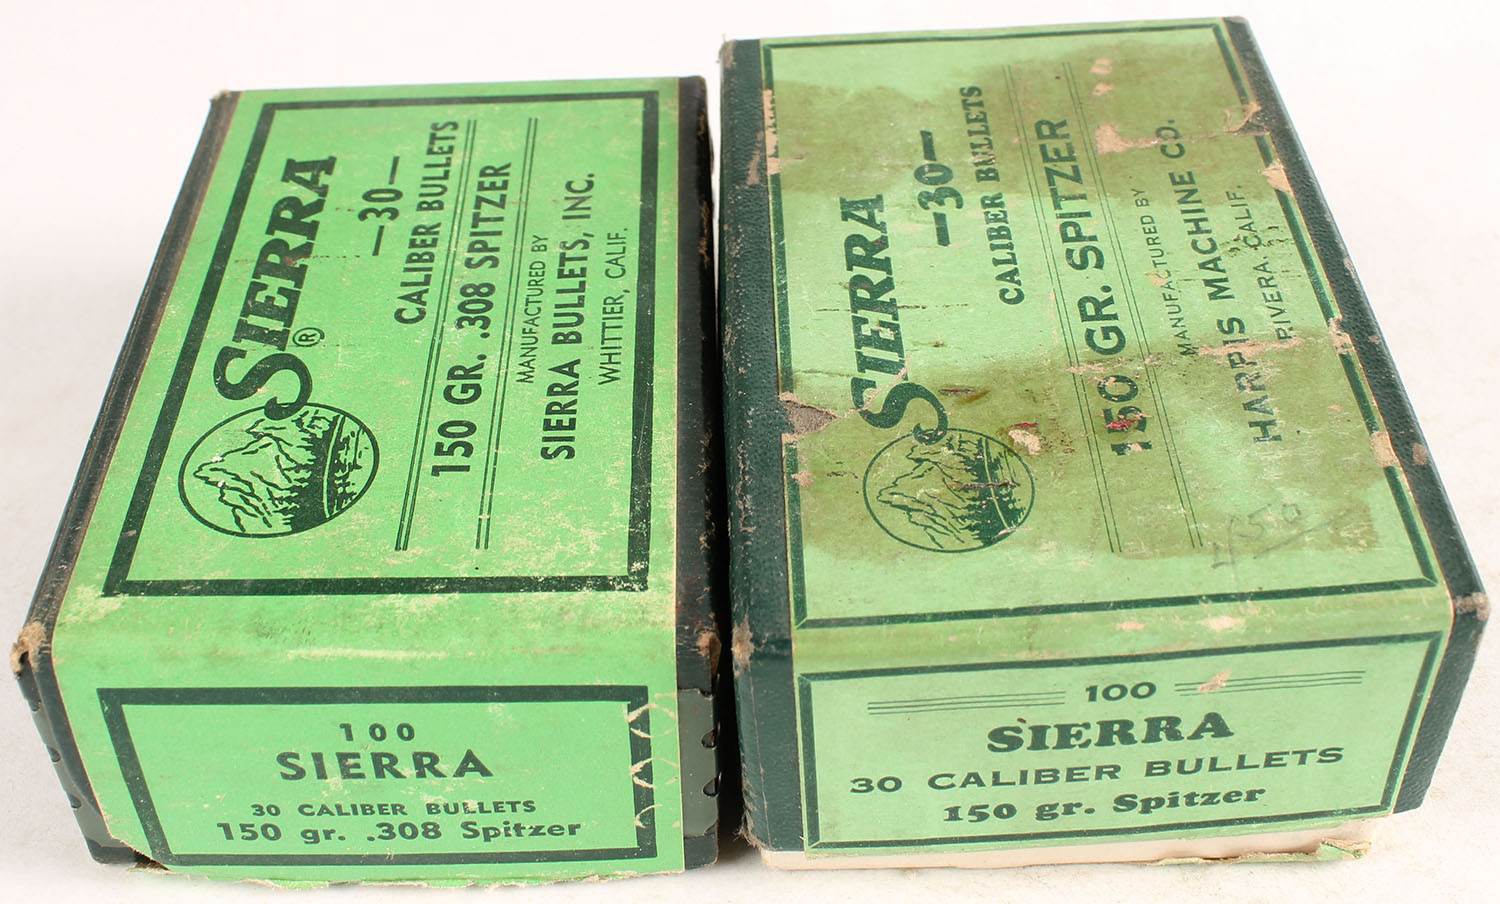 SIERRA
®
—30—
CALIBER BULLETS
150 GR. .308 SPITZER
MANUFACTURED BY
SIERRA BULLETS, INC.
WHITTIER, CALIF.
100
SIERRA
30 CALIBER BULLETS
150 gr. .308 Spitzer
SIERRA
—30—
CALIBER BULLETS
150 GR. SPITZER
MANUFACTURED BY
HARRIS MACHINE CO.
RIVERA, CALIF.
100
SIERRA
30 CALIBER BULLETS
150 gr. Spitzer